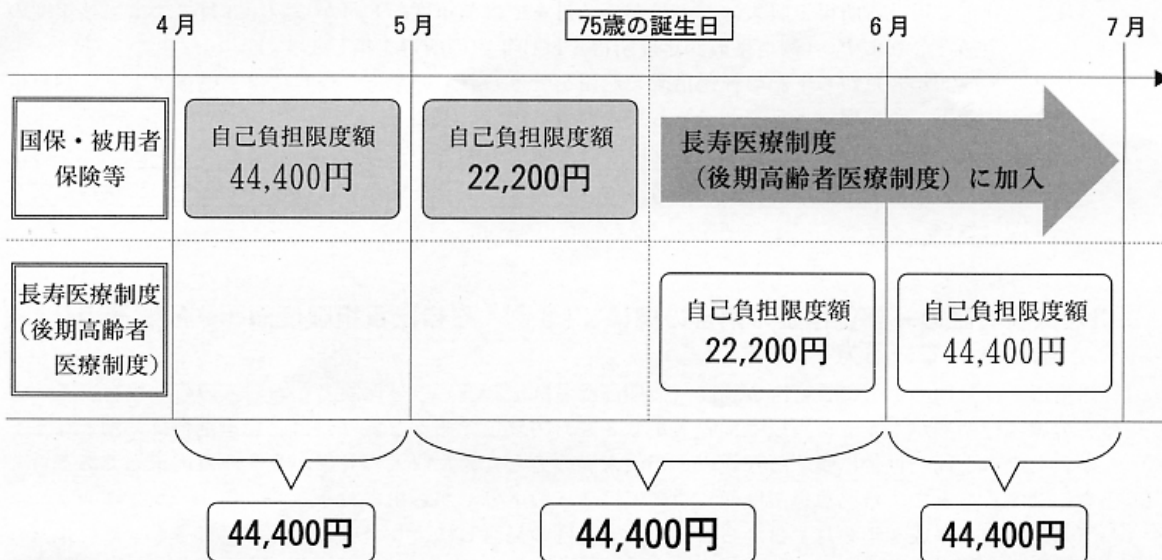 4月
5月
75歳の誕生日
6月
7月
国保・被用者
保険等
自己負担限度額
44,400円
自己負担限度額
22,200円
長寿医療制度
（後期高齢者医療制度）に加入
長寿医療制度
（後期高齢者
医療制度）
自己負担限度額
22,200円
自己負担限度額
44,400円
44,400円
44,400円
44,400円